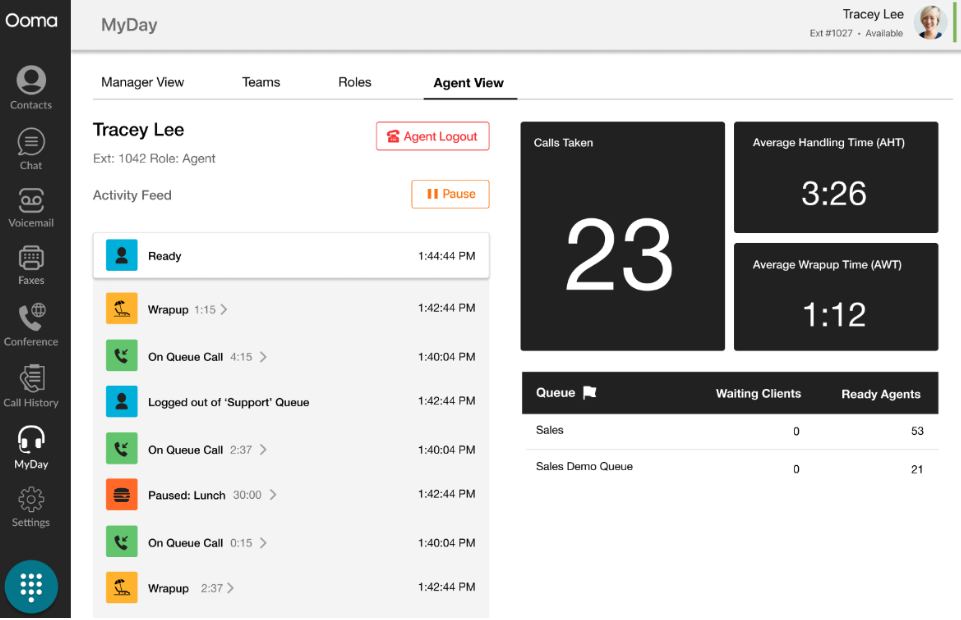 Ooma
MyDay
Tracey Lee
Ext #1027 • Available
Contacts
Chat
Voicemail
Faxes
Conference
Call History
MyDay
Settings
Manager View Teams Roles Agent View
Tracey Lee
Agent Logout
Ext: 1042 Role: Agent
Activity Feed
Pause
Ready 1:44:44 PM
Wrapup 1:15 1:42:44 PM
On Queue Call 4:15 1:40:04 PM
Logged out of ‘Support’ Queue 1:42:44 PM
On Queue Call 2:37 1:40:04 PM
Paused: Lunch 30:00 1:42:44 PM
On Queue Call 0:15 1:40:04 PM
Wrapup 2:37 1:42:44 PM
Calls Taken
23
Average Handling Time (AHT)
3:26
Average Wrapup Time (AWT)
1:12
Queue Waiting Clients Ready Agents
Sales 0 53
Sales Demo Queue 0 21